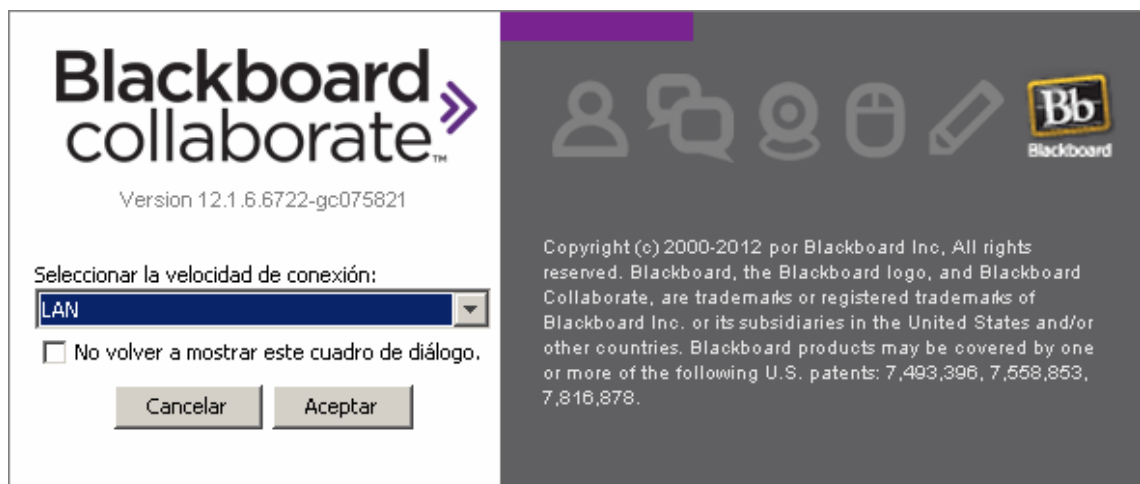 Blackboard
collaborate™
Version 12.1.6.6722-gc075821
Seleccionar la velocidad de conexión:
LAN
No volver a mostrar este cuadro de diálogo.
Cancelar
Aceptar
Bb
Blackboard
Copyright (c) 2000-2012 por Blackboard Inc, All rights
reserved. Blackboard, the Blackboard logo, and Blackboard
Collaborate, are trademarks or registered trademarks of
Blackboard Inc. or its subsidiaries in the United States and/or
other countries. Blackboard products may be covered by one
or more of the following U.S. patents: 7,493,396, 7,558,853,
7,816,878.